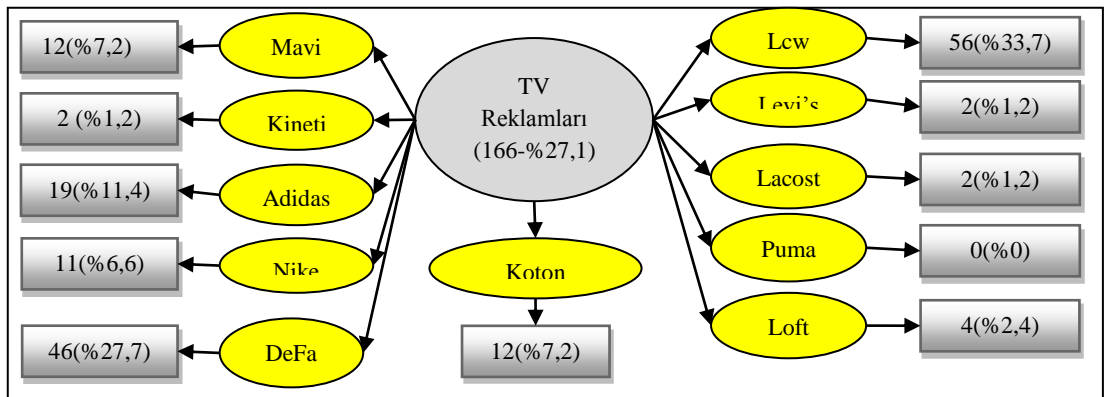 12(%7,2)
Mavi
2 (%1,2)
Kineti
19(%11,4)
Adidas
11(%6,6)
Nike
46(%27,7)
DeFa
TV
Reklamları
(166-%27,1)
Koton
12(%7,2)
Lcw
56(%33,7)
Levi’s
2(%1,2)
Lacost
2(%1,2)
Puma
0(%0)
Loft
4(%2,4)